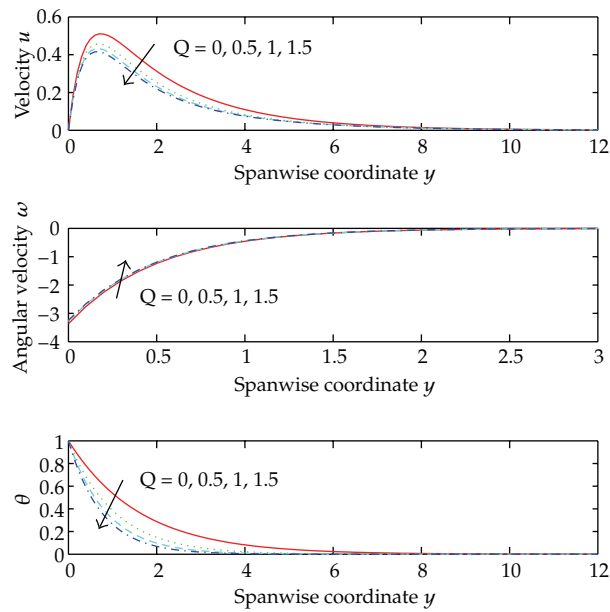 Velocity u
0.6
0.4
0.2
0
Q = 0, 0.5, 1, 1.5
0 2 4 6 8 10 12
Spanwise coordinate y
Angular velocity ω
0
−1
−2
−3
−4
Q = 0, 0.5, 1, 1.5
0 0.5 1 1.5 2 2.5 3
Spanwise coordinate y
θ
1
0.8
0.6
0.4
0.2
0
Q = 0, 0.5, 1, 1.5
0 2 4 6 8 10 12
Spanwise coordinate y